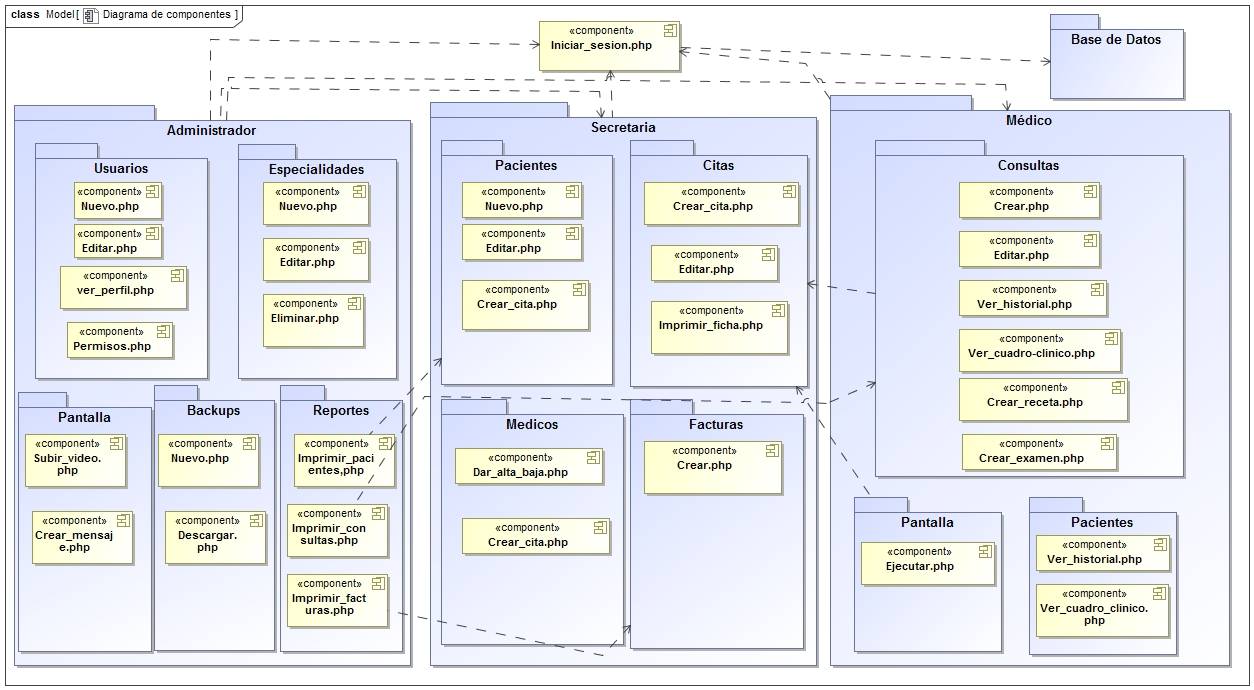 class Model[ Diagrama de componentes ]
«component»
Iniciar_sesion.php
Base de Datos
Administrador
Usuarios
«component»
Nuevo.php
«component»
Editar.php
«component»
ver_perfil.php
«component»
Permisos.php
Especialidades
«component»
Nuevo.php
«component»
Editar.php
«component»
Eliminar.php
Pantalla
«component»
Subir_video.
php
«component»
Crear_mensaj
e.php
Backups
«component»
Nuevo.php
«component»
Descargar.
php
Reportes
«component»
Imprimir_paci
entes,php
«component»
Imprimir_con
sultas.php
«component»
Imprimir_fact
uras.php
Secretaria
Pacientes
«component»
Nuevo.php
«component»
Editar.php
«component»
Crear_cita.php
Citas
«component»
Crear_cita.php
«component»
Editar.php
«component»
Imprimir_ficha.php
Medicos
«component»
Dar_alta_baja.php
«component»
Crear_cita.php
Facturas
«component»
Crear.php
Médico
Consultas
«component»
Crear.php
«component»
Editar.php
«component»
Ver_historial.php
«component»
Ver_cuadro-clinico.php
«component»
Crear_receta.php
«component»
Crear_examen.php
Pantalla
«component»
Ejecutar.php
Pacientes
«component»
Ver_historial.php
«component»
Ver_cuadro_clinico.
php